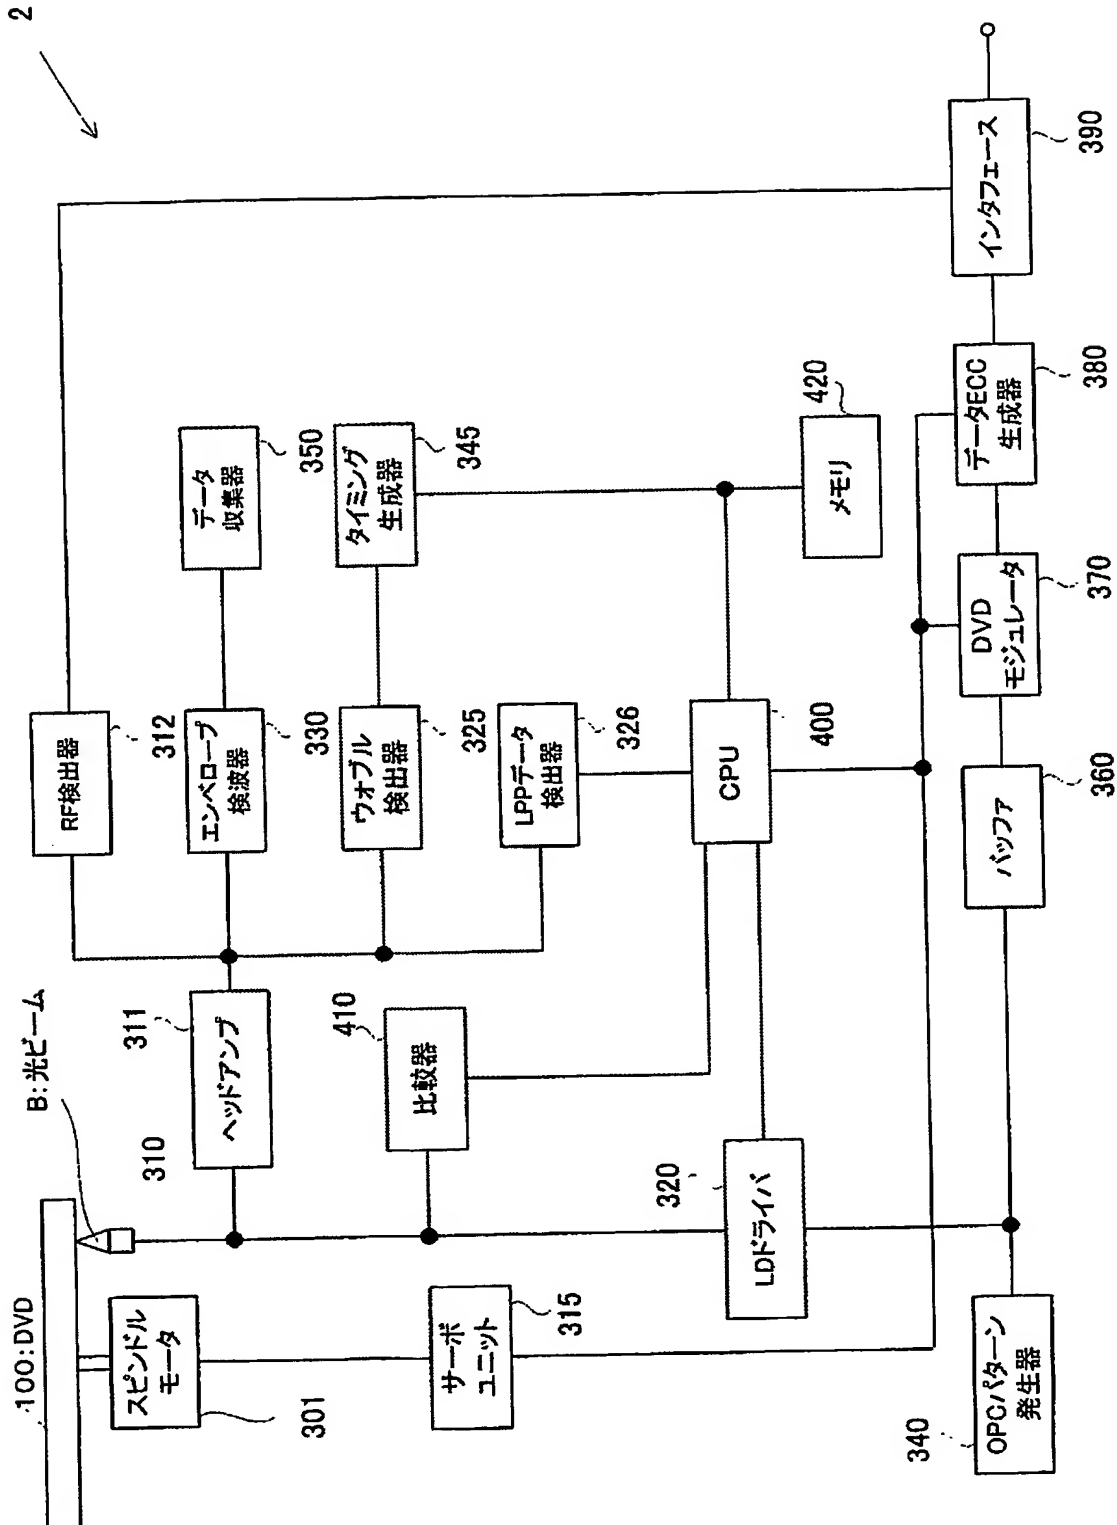 2
100:DVD
スピンドル
モータ
301
B:光ビーム
310
ヘッドアンプ
311
RF検出器
312
エンベロープ
検波器
330
データ
収集器
350
ウォブル
検出器
325
タイミング
生成器
345
LPPデータ
検出器
326
比較器
410
サーボ
ユニット
315
LDドライバ
320
CPU
400
メモリ
420
OPCパターン
発生器
340
バッファ
360
DVD
モジュレータ
370
データECC
生成器
380
インタフェース
390